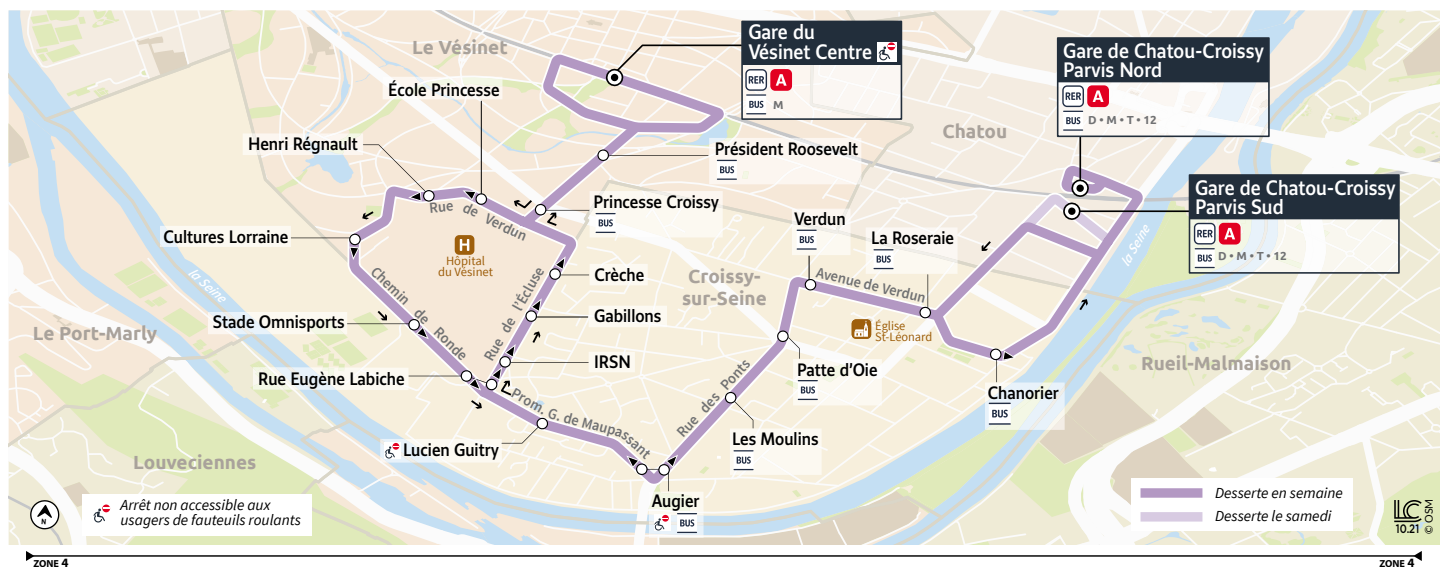 Le Vésinet
Gare du
Vésinet Centre
RER A
BUS M
Gare de Chatou-Croissy
Parvis Nord
RER A
BUS D • M • T • 12
École Princesse
Chatou
Henri Régnault
Président Roosevelt
BUS
Gare de Chatou-Croissy
Parvis Sud
RER A
BUS D • M • T • 12
Rue de Verdun
Princesse Croissy
BUS
Cultures Lorraine
H
Hôpital
du Vésinet
Verdun
BUS
La Roseraie
BUS
la Seine
la Seine
Crèche
Croissy-
sur-Seine
Avenue de Verdun
Chemin de Ronde
Rue de l'Écluse
Gabillons
Le Port-Marly
Stade Omnisports
Église
St-Léonard
IRSN
Rueil-Malmaison
Rue Eugène Labiche
Patte d'Oie
BUS
Chanorier
BUS
Prom. G. de Maupassant
Rue des Ponts
Les Moulins
BUS
Lucien Guitry
Louveciennes
Augier
BUS
N
Arrêt non accessible aux
usagers de fauteuils roulants
Desserte en semaine
Desserte le samedi
LC
10.21
© OSM
ZONE 4
ZONE 4